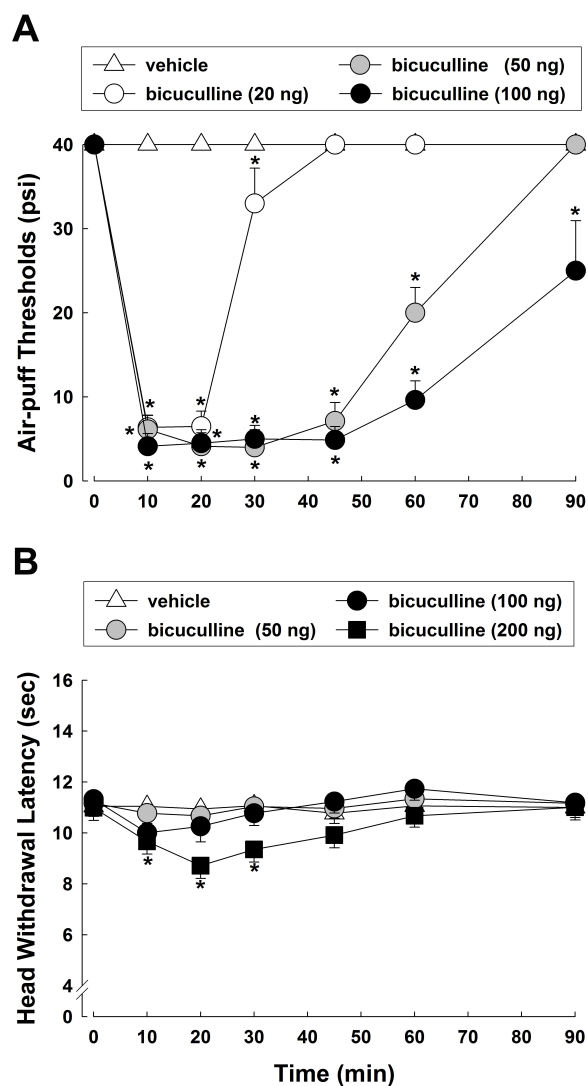 A
vehicle
bicuculline (50 ng)
bicuculline (20 ng)
bicuculline (100 ng)
Air-puff Thresholds (psi)
40
30
20
10
0
* * * * * * * * * * * * *
0 10 20 30 40 50 60 70 80 90
B
vehicle
bicuculline (100 ng)
bicuculline (50 ng)
bicuculline (200 ng)
Head Withdrawal Latency (sec)
16
14
12
10
8
6
4
0
* * *
0 10 20 30 40 50 60 70 80 90
Time (min)